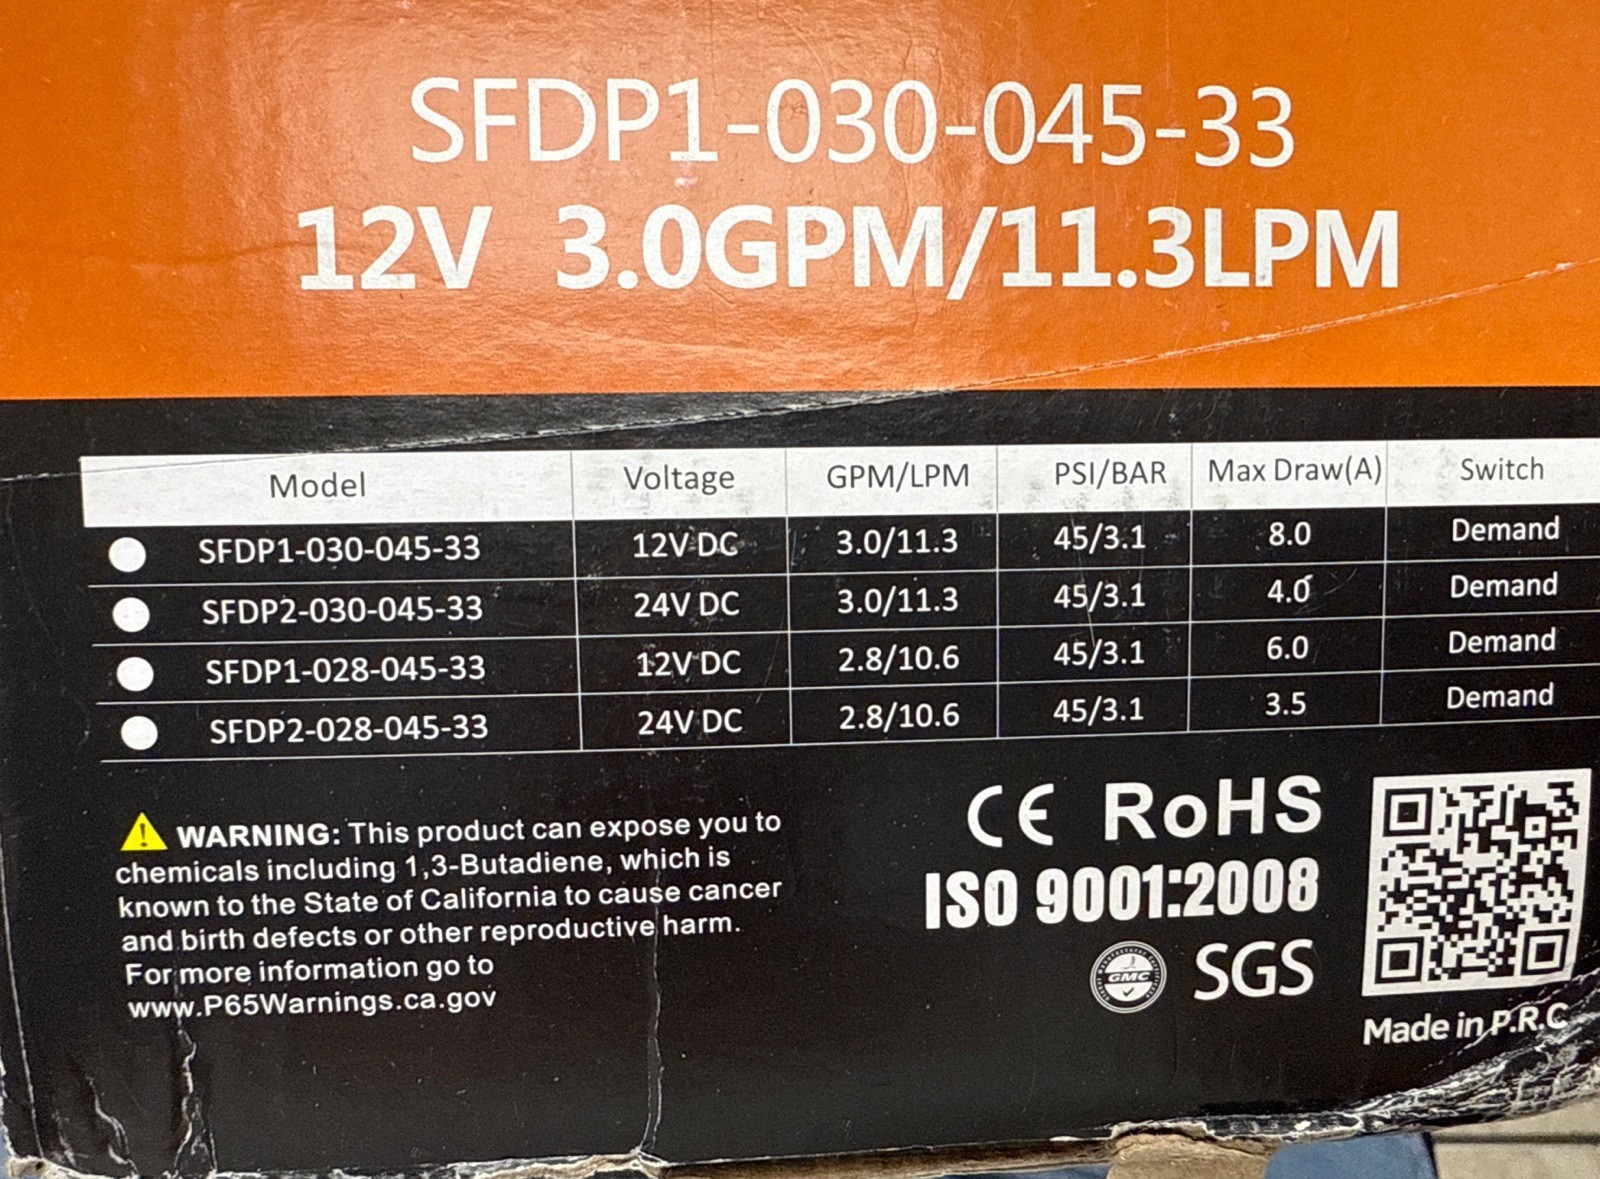 SFDP1-030-045-33
12V 3.0GPM/11.3LPM
Model Voltage GPM/LPM PSI/BAR Max Draw(A) Switch
SFDP1-030-045-33 12V DC 3.0/11.3 45/3.1 8.0 Demand
SFDP2-030-045-33 24V DC 3.0/11.3 45/3.1 4.0 Demand
SFDP1-028-045-33 12V DC 2.8/10.6 45/3.1 6.0 Demand
SFDP2-028-045-33 24V DC 2.8/10.6 45/3.1 3.5 Demand
WARNING: This product can expose you to
chemicals including 1,3-Butadiene, which is
known to the State of California to cause cancer
and birth defects or other reproductive harm.
For more information go to
www.P65Warnings.ca.gov
CE RoHS
ISO 9001:2008
GMC SGS
Made in P.R.C